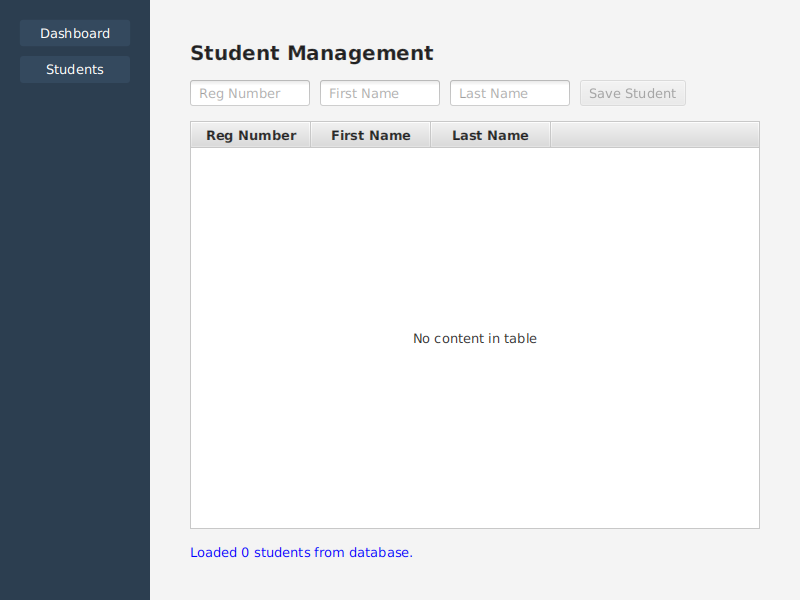 Dashboard
Students
Student Management
Reg Number First Name Last Name Save Student
Reg Number First Name Last Name
No content in table
Loaded 0 students from database.